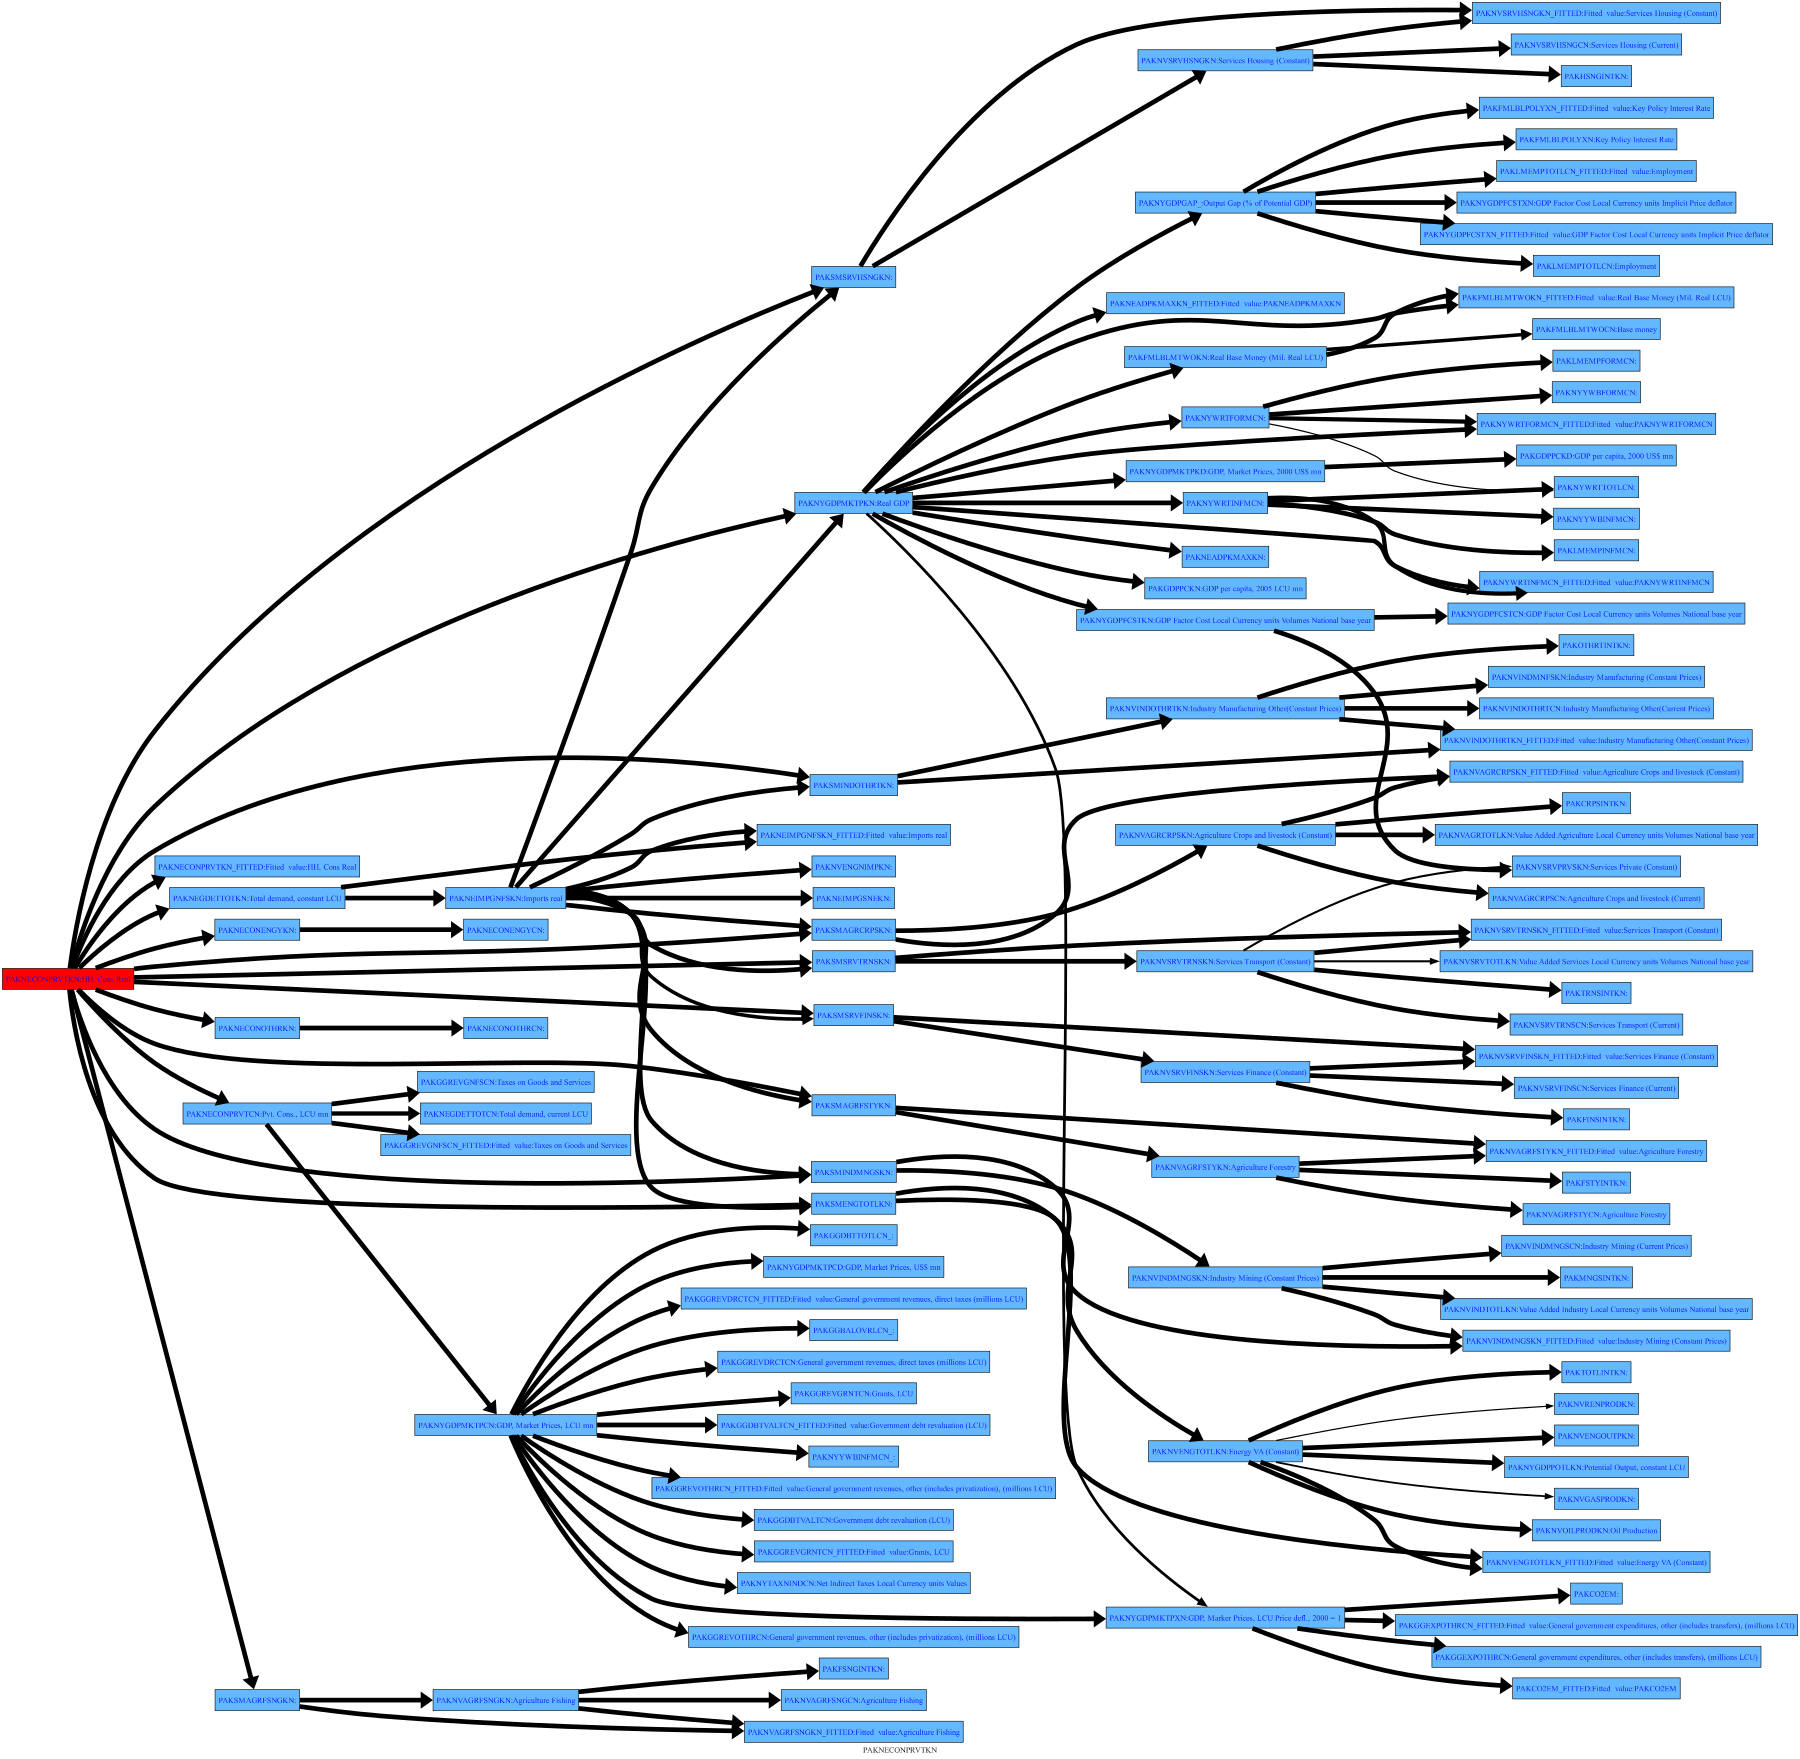 PAKNVSRVHSNGKN_FITTED:Fitted value:Services Housing (Constant)
PAKNVSRVHSNGCN:Services Housing (Current)
PAKNVSRVHSNGKN:Services Housing (Constant)
PAKHSNGINTKN:
PAKFMLBLPOLYXN_FITTED:Fitted value:Key Policy Interest Rate
PAKFMLBLPOLYXN:Key Policy Interest Rate
PAKLMEMPTOTLCN_FITTED:Fitted value:Employment
PAKNYGDPGAP_:Output Gap (% of Potential GDP)
PAKNYGDPFCSTXN:GDP Factor Cost Local Currency units Implicit Price deflator
PAKNYGDPFCSTXN_FITTED:Fitted value:GDP Factor Cost Local Currency units Implicit Price deflator
PAKLMEMPTOTLCN:Employment
PAKSMSRVHSNGKN:
PAKNEADPKMAXKN_FITTED:Fitted value:PAKNEADPKMAXKN
PAKFMLBLMTWOKN_FITTED:Fitted value:Real Base Money (Mil. Real LCU)
PAKFMLBLMTWOCN:Base money
PAKFMLBLMTWOKN:Real Base Money (Mil. Real LCU)
PAKLMEMPFORMCN:
PAKNYYWBFORMCN:
PAKNYWRTFORMCN:
PAKNYWRTFORMCN_FITTED:Fitted value:PAKNYWRTFORMCN
PAKGDPPCKD:GDP per capita, 2000 US$ mn
PAKNYGDPMKTPKD:GDP, Market Prices, 2000 US$ mn
PAKNYWRTTOTLCN:
PAKNYGDPMKTPKN:Real GDP
PAKNYWRTINFMCN:
PAKNYYWBINFMCN:
PAKLMEMPINFMCN:
PAKNEADPKMAXKN:
PAKNYWRTINFMCN_FITTED:Fitted value:PAKNYWRTINFMCN
PAKGDPPCKN:GDP per capita, 2005 LCU mn
PAKNYGDPFCSTCN:GDP Factor Cost Local Currency units Volumes National base year
PAKNYGDPFCSTKN:GDP Factor Cost Local Currency units Volumes National base year
PAKOTHRTINTKN:
PAKNVINDMNFSKN:Industry Manufacturing (Constant Prices)
PAKNVINDOTHRTKN:Industry Manufacturing Other(Constant Prices)
PAKNVINDOTHRTCN:Industry Manufacturing Other(Current Prices)
PAKNVINDOTHRTKN_FITTED:Fitted value:Industry Manufacturing Other(Constant Prices)
PAKNVAGRCRPSKN_FITTED:Fitted value:Agriculture Crops and livestock (Constant)
PAKSMINDOTHRTKN:
PAKCRPSINTKN:
PAKNEIMPGNFSKN_FITTED:Fitted value:Imports real
PAKNVAGRCRPSKN:Agriculture Crops and livestock (Constant)
PAKNVAGRTOTLKN:Value Added Agriculture Local Currency units Volumes National base year
PAKNECONPRVTKN_FITTED:Fitted value:HH. Cons Real
PAKNVENGNIMPKN:
PAKNVSRVPRVSKN:Services Private (Constant)
PAKNEGDETTOTKN:Total demand, constant LCU
PAKNEIMPGNFSKN:Imports real
PAKNEIMPGSNEKN:
PAKNVAGRCRPSCN:Agriculture Crops and livestock (Current)
PAKNECONENGYKN:
PAKNECONENGYCN:
PAKSMAGRCRPSKN:
PAKNVSRVTRNSKN_FITTED:Fitted value:Services Transport (Constant)
PAKSMSRVTRNSKN:
PAKNVSRVTRNSKN:Services Transport (Constant)
PAKNVSRVTOTLKN:Value Added Services Local Currency units Volumes National base year
PAKNECONPRVTKN:HH. Cons Real
PAKTRNSINTKN:
PAKSMSRVFINSKN:
PAKNVSRVTRNSCN:Services Transport (Current)
PAKNECONOTHRKN:
PAKNECONOTHRCN:
PAKNVSRVFINSKN_FITTED:Fitted value:Services Finance (Constant)
PAKNVSRVFINSKN:Services Finance (Constant)
PAKGGREVGNFSCN:Taxes on Goods and Services
PAKNVSRVFINSCN:Services Finance (Current)
PAKSMAGRFSTYKN:
PAKNECONPRVTCN:Pvt. Cons., LCU mn
PAKNEGDETTOTCN:Total demand, current LCU
PAKFINSINTKN:
PAKGGREVGNFSCN_FITTED:Fitted value:Taxes on Goods and Services
PAKNVAGRFSTYKN_FITTED:Fitted value:Agriculture Forestry
PAKSMINDMNGSKN:
PAKNVAGRFSTYKN:Agriculture Forestry
PAKFSTYINTKN:
PAKSMENGTOTLKN:
PAKNVAGRFSTYCN:Agriculture Forestry
PAKGGDBTTOTLCN_:
PAKNVINDMNGSCN:Industry Mining (Current Prices)
PAKNYGDPMKTPCD:GDP, Market Prices, US$ mn
PAKNVINDMNGSKN:Industry Mining (Constant Prices)
PAKMNGSINTKN:
PAKGGREVDRCTCN_FITTED:Fitted value:General government revenues, direct taxes (millions LCU)
PAKNVINDTOTLKN:Value Added Industry Local Currency units Volumes National base year
PAKGGBALOVRLCN_:
PAKNVINDMNGSKN_FITTED:Fitted value:Industry Mining (Constant Prices)
PAKGGREVDRCTCN:General government revenues, direct taxes (millions LCU)
PAKTOTLINTKN:
PAKGGREVGRNTCN:Grants, LCU
PAKNVRENPRODKN:
PAKNYGDPMKTPCN:GDP, Market Prices, LCU mn
PAKGGDBTVALTCN_FITTED:Fitted value:Government debt revaluation (LCU)
PAKNVENGOUTPKN:
PAKNYYWBINFMCN_:
PAKNVENGTOTLKN:Energy VA (Constant)
PAKNYGDPPOTLKN:Potential Output, constant LCU
PAKGGREVOTHRCN_FITTED:Fitted value:General government revenues, other (includes privatization), (millions LCU)
PAKNVGASPRODKN:
PAKGGDBTVALTCN:Government debt revaluation (LCU)
PAKNVOILPRODKN:Oil Production
PAKGGREVGRNTCN_FITTED:Fitted value:Grants, LCU
PAKNVENGTOTLKN_FITTED:Fitted value:Energy VA (Constant)
PAKNYTAXNINDCN:Net Indirect Taxes Local Currency units Values
PAKCO2EM:
PAKNYGDPMKTPXN:GDP, Marker Prices, LCU Price defl., 2000 = 1
PAKGGEXPOTHRCN_FITTED:Fitted value:General government expenditures, other (includes transfers), (millions LCU)
PAKGGREVOTHRCN:General government revenues, other (includes privatization), (millions LCU)
PAKGGEXPOTHRCN:General government expenditures, other (includes transfers), (millions LCU)
PAKFSNGINTKN:
PAKCO2EM_FITTED:Fitted value:PAKCO2EM
PAKSMAGRFSNGKN:
PAKNVAGRFSNGKN:Agriculture Fishing
PAKNVAGRFSNGCN:Agriculture Fishing
PAKNVAGRFSNGKN_FITTED:Fitted value:Agriculture Fishing
PAKNECONPRVTKN